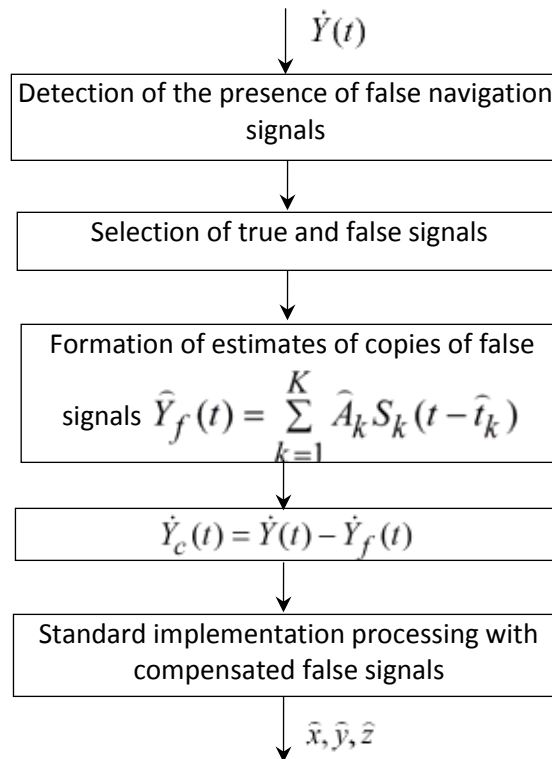 Ẏ(t)
Detection of the presence of false navigation
signals
Selection of true and false signals
Formation of estimates of copies of false
signals Ŷ_f(t) = \sum_{k=1}^{K} Â_k S_k(t − t̂_k)
Ẏ_c(t) = Ẏ(t) − Ẏ_f(t)
Standard implementation processing with
compensated false signals
x̂, ŷ, ẑ